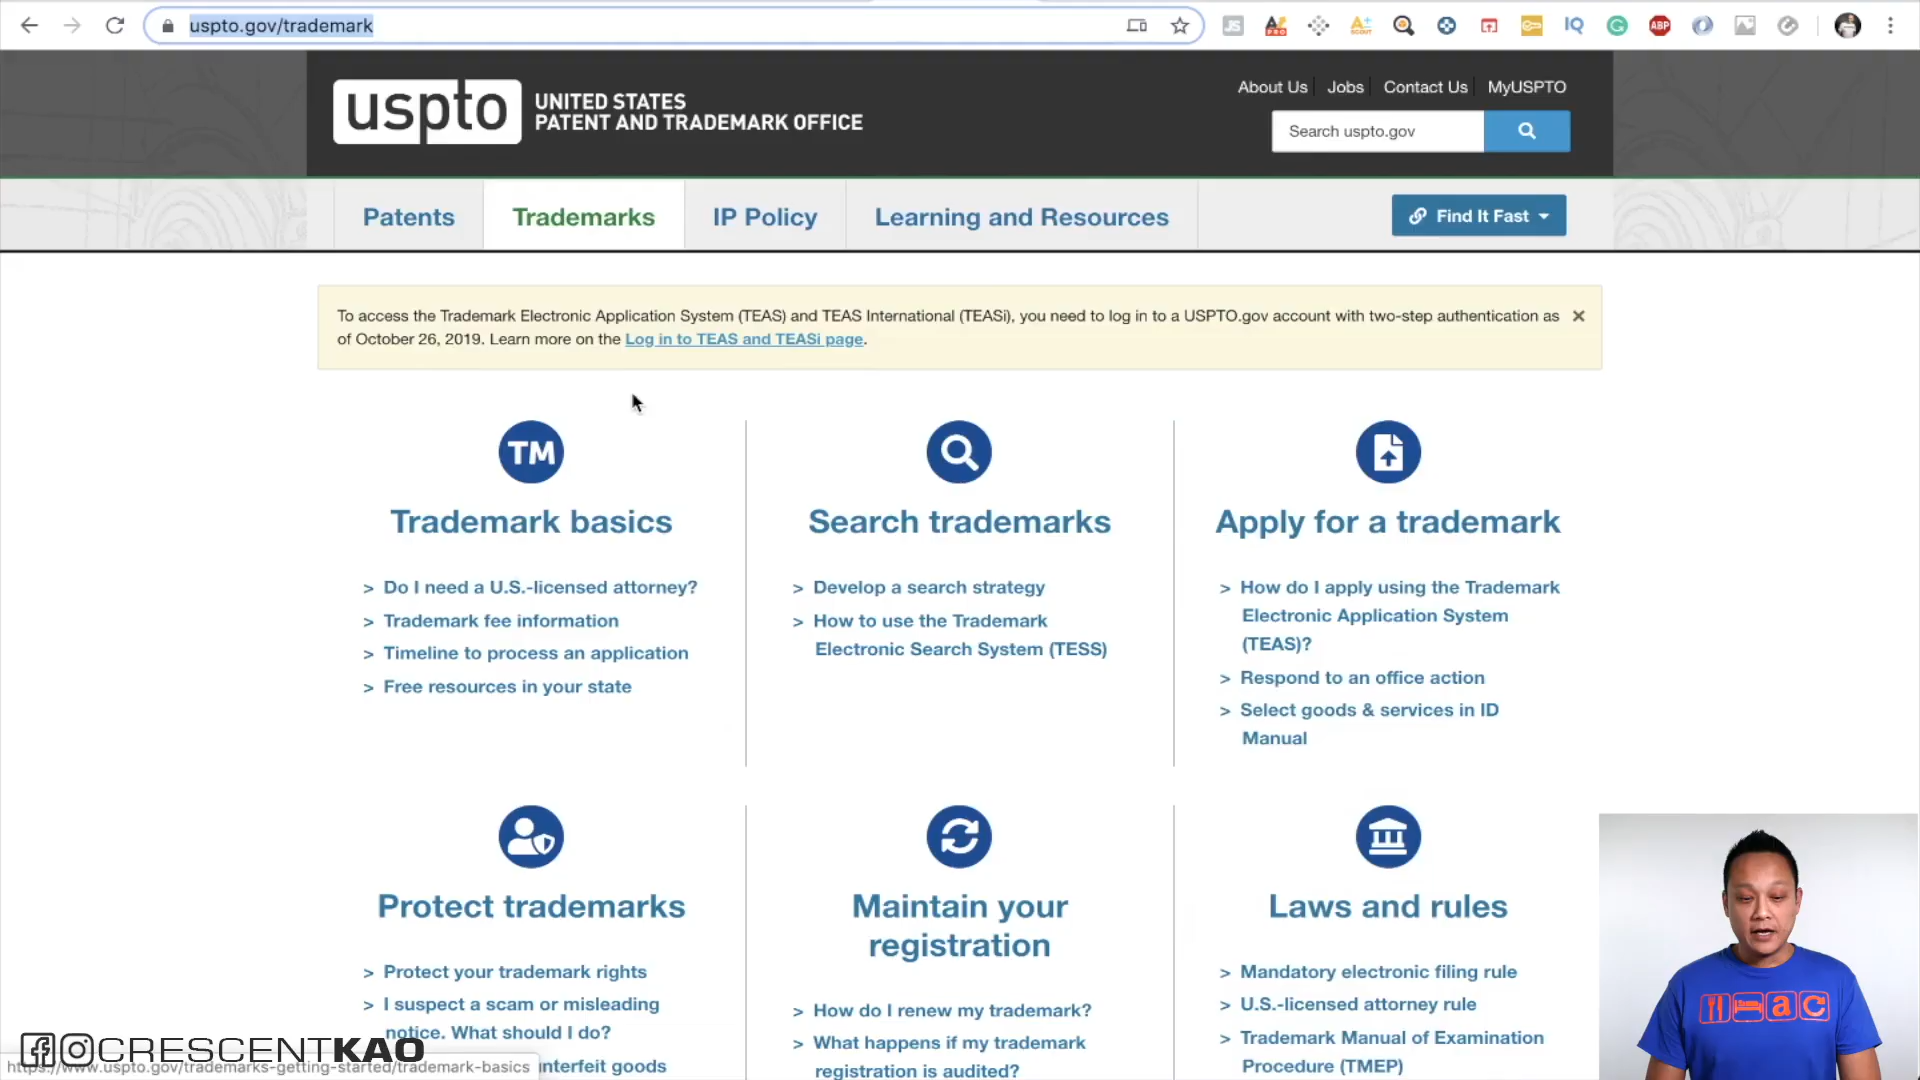 uspto.gov/trademark
uspto
UNITED STATES
PATENT AND TRADEMARK OFFICE
About Us
Jobs
Contact Us
MyUSPTO
Search uspto.gov
Patents
Trademarks
IP Policy
Learning and Resources
Find It Fast
To access the Trademark Electronic Application System (TEAS) and TEAS International (TEASi), you need to log in to a USPTO.gov account with two-step authentication as
of October 26, 2019. Learn more on the Log in to TEAS and TEASi page.
TM
Trademark basics
> Do I need a U.S.-licensed attorney?
> Trademark fee information
> Timeline to process an application
> Free resources in your state
Search trademarks
> Develop a search strategy
> How to use the Trademark
Electronic Search System (TESS)
Apply for a trademark
> How do I apply using the Trademark
Electronic Application System
(TEAS)?
> Respond to an office action
> Select goods & services in ID
Manual
Protect trademarks
> Protect your trademark rights
> I suspect a scam or misleading
notice. What should I do?
nterfeit goods
Maintain your
registration
> How do I renew my trademark?
> What happens if my trademark
registration is audited?
Laws and rules
> Mandatory electronic filing rule
> U.S.-licensed attorney rule
> Trademark Manual of Examination
Procedure (TMEP)
CRESCENTKAO
https://www.uspto.gov/trademarks-getting-started/trademark-basics